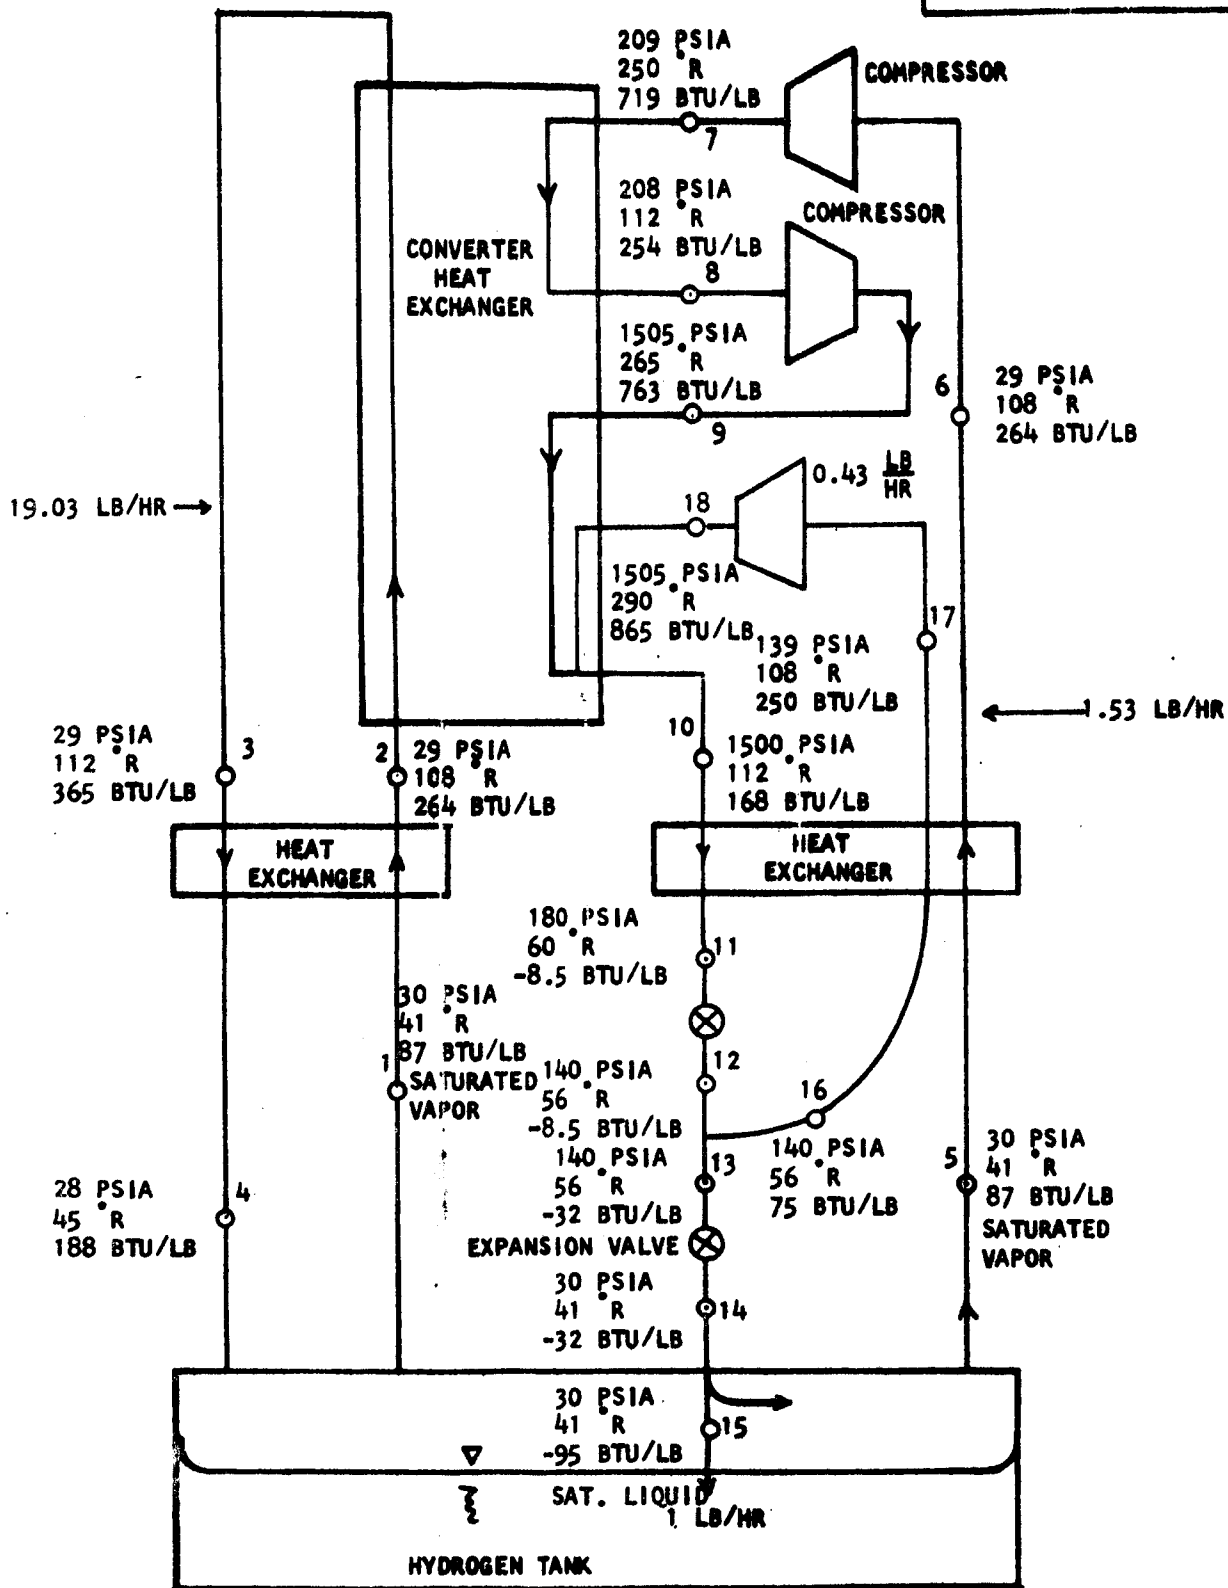 209 PSIA
250 °R
719 BTU/LB
7
COMPRESSOR
208 PSIA
112 °R
254 BTU/LB
8
COMPRESSOR
CONVERTER
HEAT
EXCHANGER
1505 PSIA
265 °R
763 BTU/LB
9
6
29 PSIA
108 °R
264 BTU/LB
19.03 LB/HR
18
0.43 LB
HR
1505 PSIA
290 °R
865 BTU/LB
17
139 PSIA
108 °R
250 BTU/LB
1.53 LB/HR
29 PSIA
112 °R
365 BTU/LB
3
2
29 PSIA
108 °R
264 BTU/LB
10
1500 PSIA
112 °R
168 BTU/LB
HEAT
EXCHANGER
HEAT
EXCHANGER
180 PSIA
60 °R
-8.5 BTU/LB
11
30 PSIA
41 °R
87 BTU/LB
1
SATURATED
VAPOR
140 PSIA
56 °R
-8.5 BTU/LB
12
16
140 PSIA
56 °R
75 BTU/LB
140 PSIA
56 °R
-32 BTU/LB
13
EXPANSION VALVE
5
30 PSIA
41 °R
87 BTU/LB
SATURATED
VAPOR
28 PSIA
45 °R
188 BTU/LB
4
30 PSIA
41 °R
-32 BTU/LB
14
30 PSIA
41 °R
-95 BTU/LB
15
SAT. LIQUID
1 LB/HR
HYDROGEN TANK